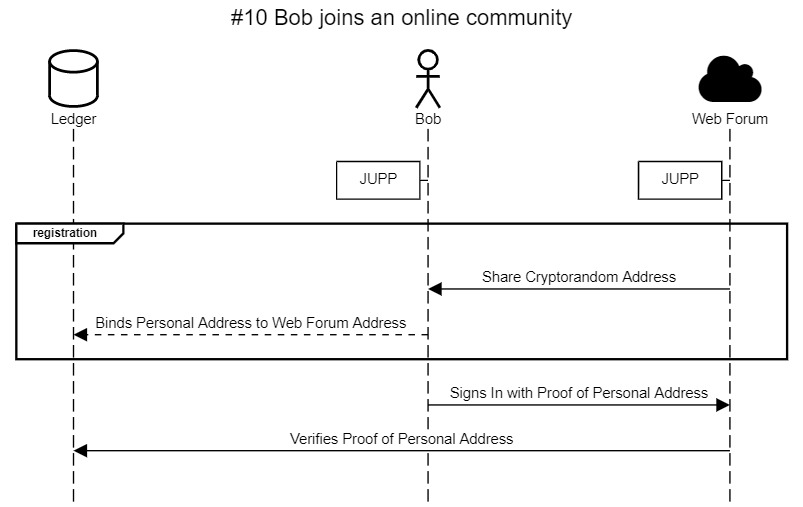 #10 Bob joins an online community
Ledger
Bob
Web Forum
JUPP
JUPP
registration
Share Cryptorandom Address
Binds Personal Address to Web Forum Address
Signs In with Proof of Personal Address
Verifies Proof of Personal Address